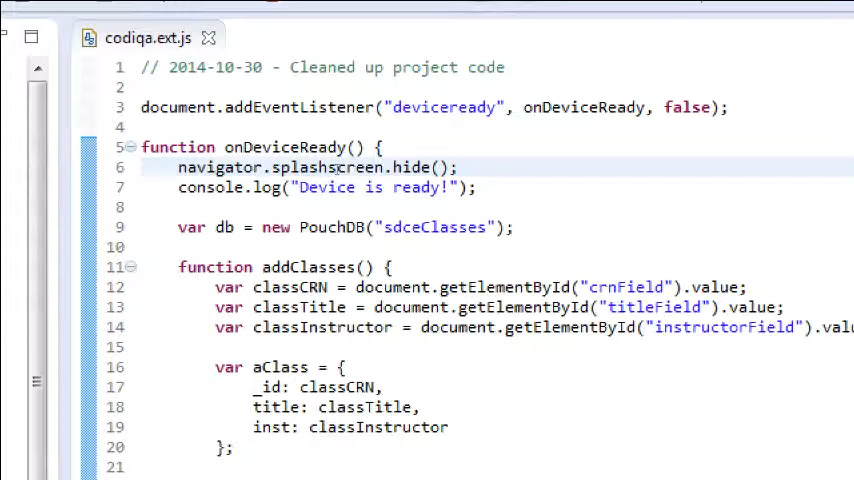 codiqa.ext.js
1 // 2014-10-30 - Cleaned up project code
2
3 document.addEventListener("deviceready", onDeviceReady, false);
4
5 function onDeviceReady() {
6 navigator.splashscreen.hide();
7 console.log("Device is ready!");
8
9 var db = new PouchDB("sdceClasses");
10
11 function addClasses() {
12 var classCRN = document.getElementById("crnField").value;
13 var classTitle = document.getElementById("titleField").value;
14 var classInstructor = document.getElementById("instructorField").valu
15
16 var aClass = {
17 _id: classCRN,
18 title: classTitle,
19 inst: classInstructor
20 };
21